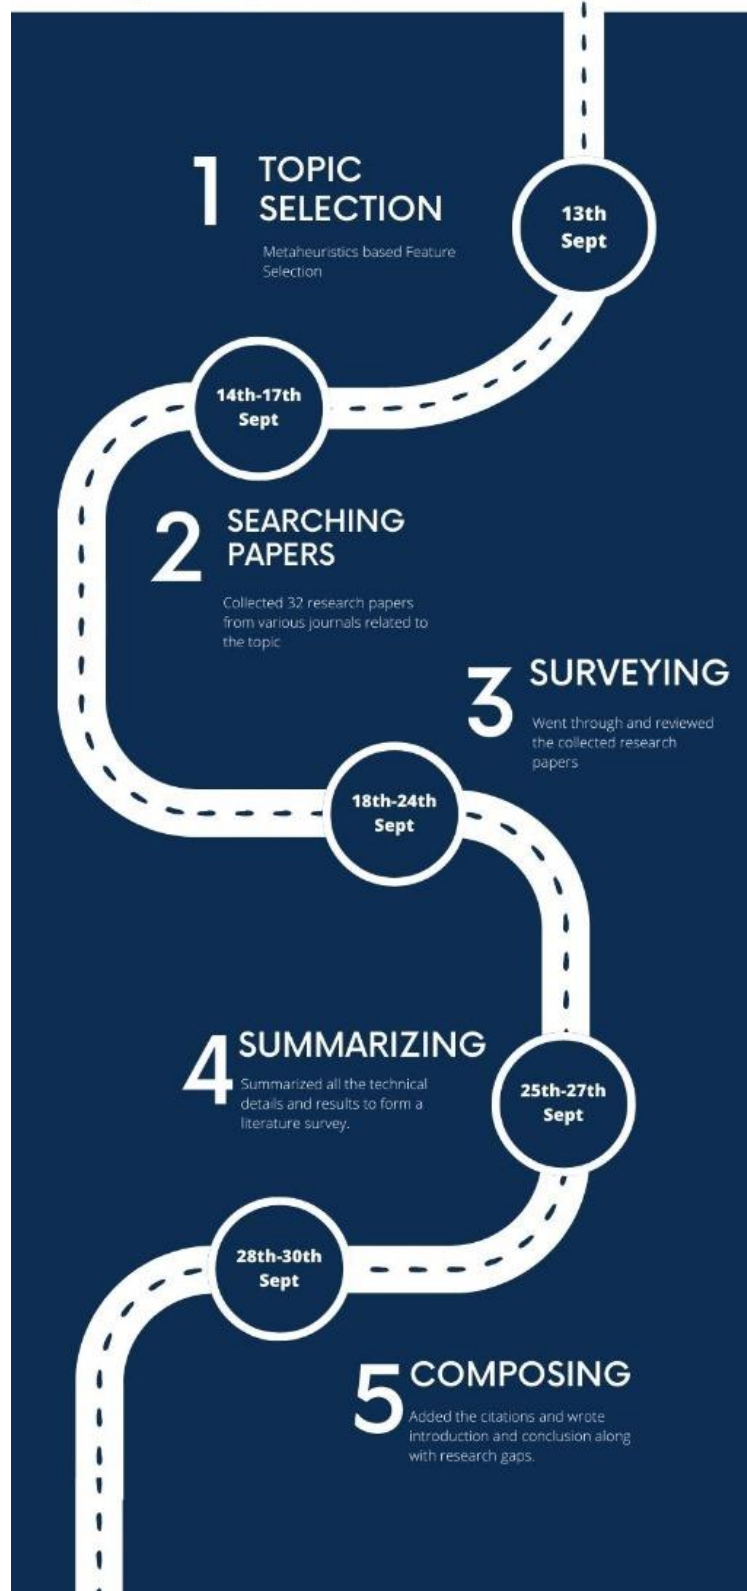 1
TOPIC
SELECTION
Metaheuristics based Feature
Selection
13th
Sept
14th-17th
Sept
2
SEARCHING
PAPERS
Collected 32 research papers
from various journals related to
the topic
3
SURVEYING
Went through and reviewed
the collected research
papers
18th-24th
Sept
4
SUMMARIZING
Summarized all the technical
details and results to form a
literature survey.
25th-27th
Sept
28th-30th
Sept
5
COMPOSING
Added the citations and wrote
introduction and conclusion along
with research gaps.